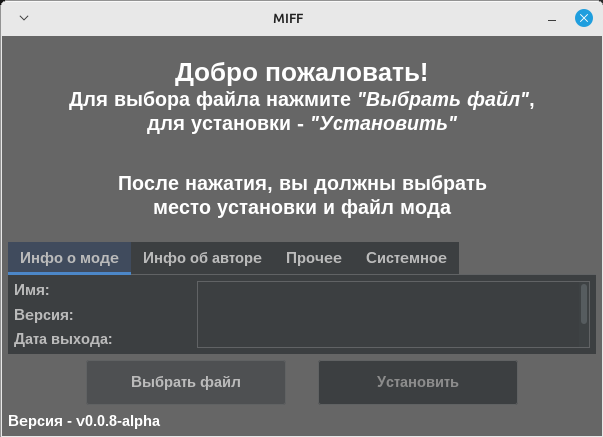 MIFF
Добро пожаловать!
Для выбора файла нажмите "Выбрать файл",
для установки - "Установить"
После нажатия, вы должны выбрать
место установки и файл мода
Инфо о моде Инфо об авторе Прочее Системное
Имя:
Версия:
Дата выхода:
Выбрать файл Установить
Версия - v0.0.8-alpha